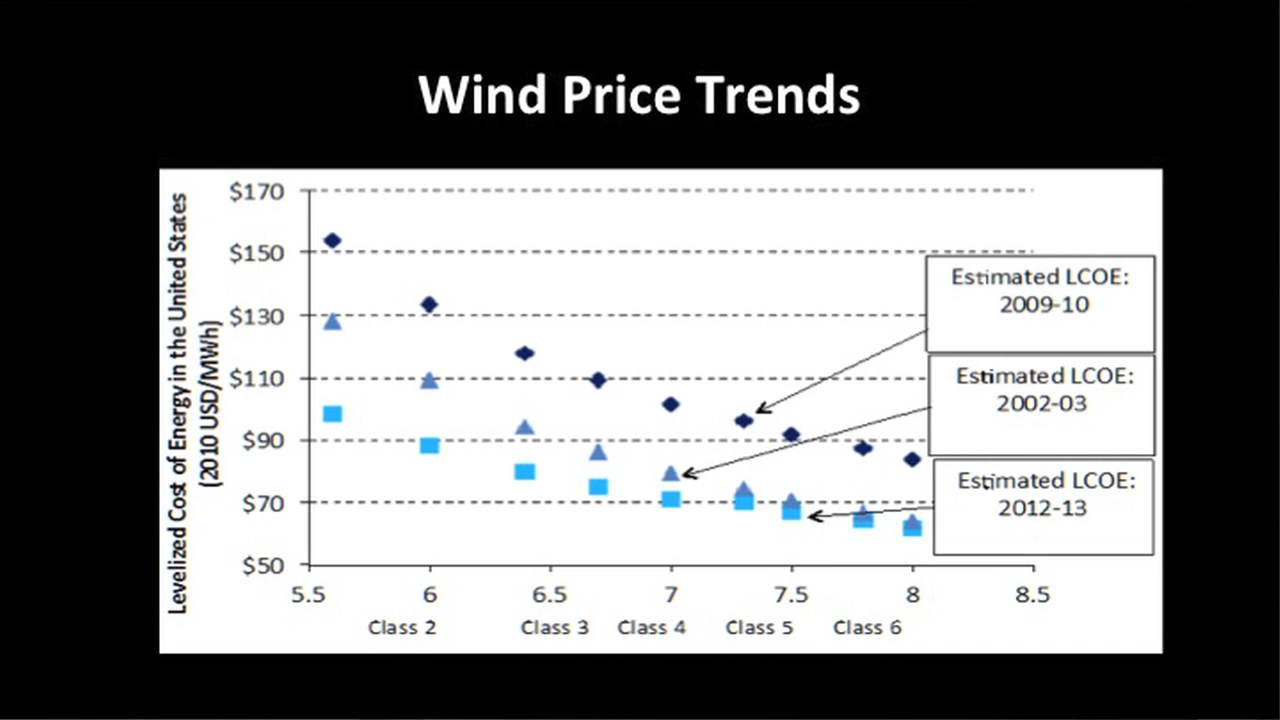 Wind Price Trends
Levelized Cost of Energy in the United States
(2010 USD/MWh)
$170
$150
$130
$110
$90
$70
$50
5.5 6 6.5 7 7.5 8 8.5
Class 2 Class 3 Class 4 Class 5 Class 6
Estimated LCOE:
2009-10
Estimated LCOE:
2002-03
Estimated LCOE:
2012-13